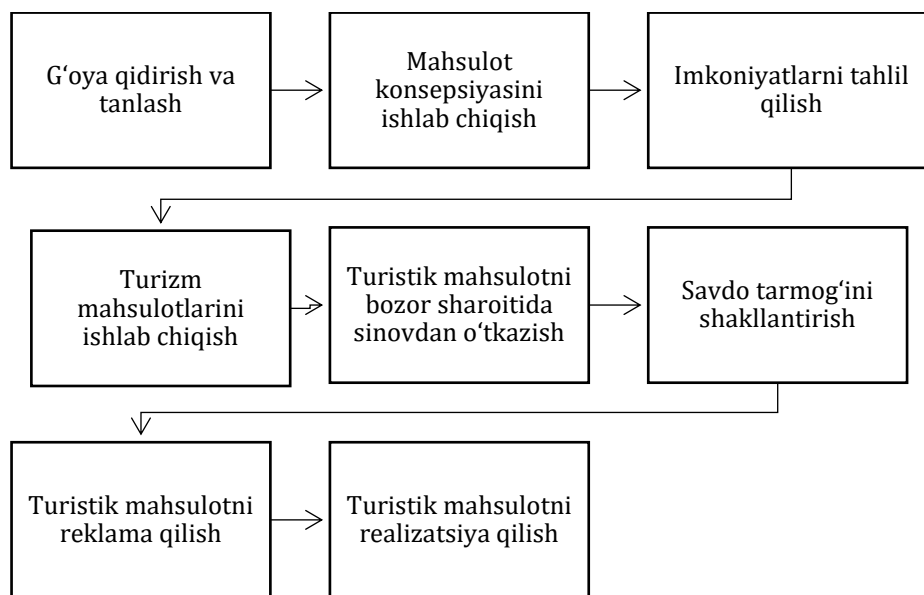 G‘oya qidirish va
tanlash
Mahsulot
konsepsiyasini
ishlab chiqish
Imkoniyatlarni tahlil
qilish
Turizm
mahsulotlarini
ishlab chiqish
Turistik mahsulotni
bozor sharoitida
sinovdan o‘tkazish
Savdo tarmog‘ini
shakllantirish
Turistik mahsulotni
reklama qilish
Turistik mahsulotni
realizatsiya qilish